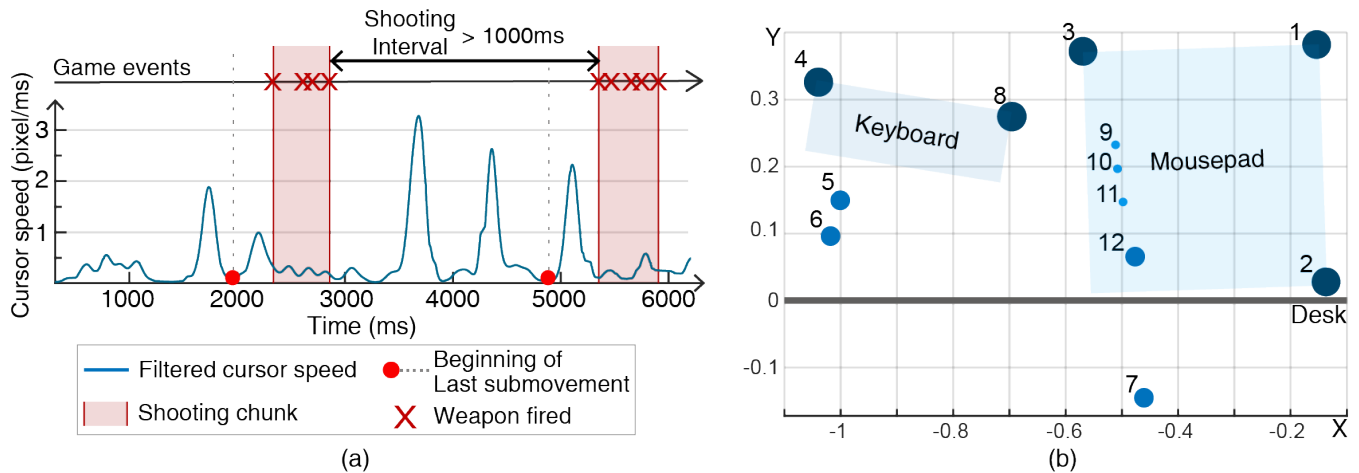 Shooting
Interval > 1000ms
Game events
Cursor speed (pixel/ms)
3
2
1
1000 2000 3000 4000 5000 6000
Time (ms)
Filtered cursor speed
Beginning of
Last submovement
Shooting chunk
Weapon fired
(a)
Y
0.3
0.2
0.1
0
-0.1
4
8
3
1
Keyboard
Mousepad
9
10
11
12
5
6
2
Desk
7
-1 -0.8 -0.6 -0.4 -0.2 X
(b)